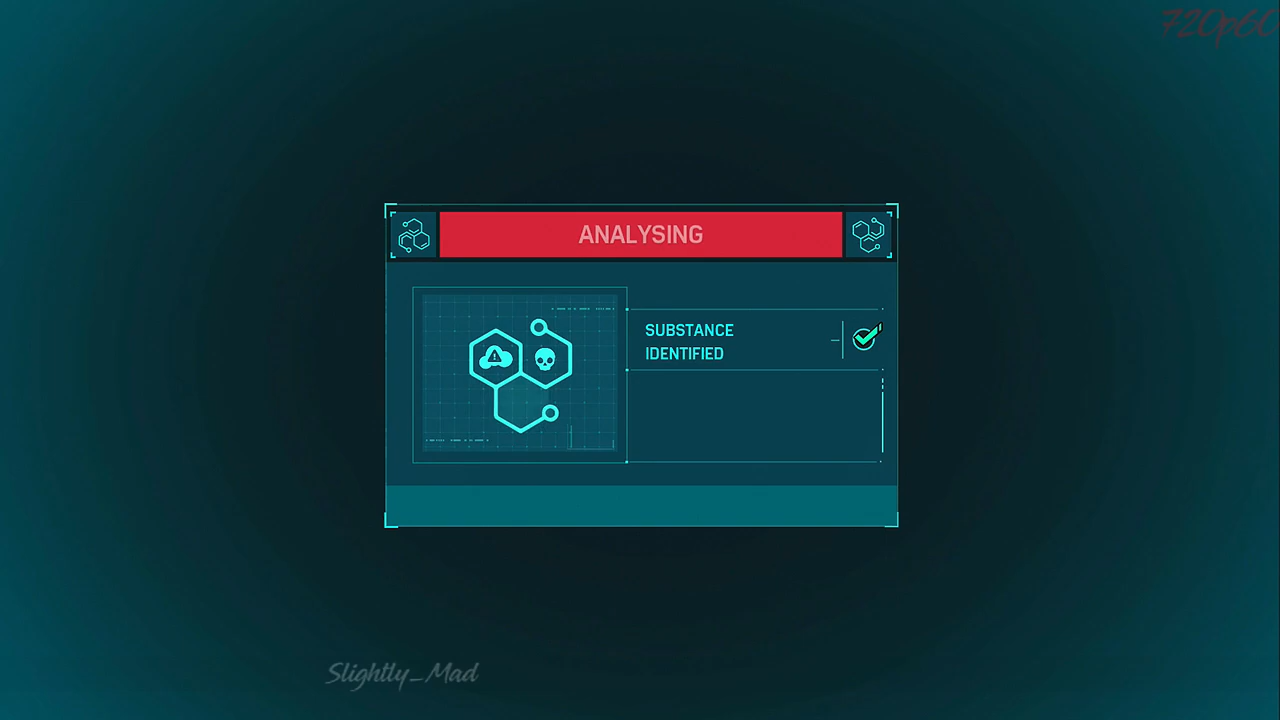 720p60
ANALYSING
SUBSTANCE
IDENTIFIED
Slightly_Mad